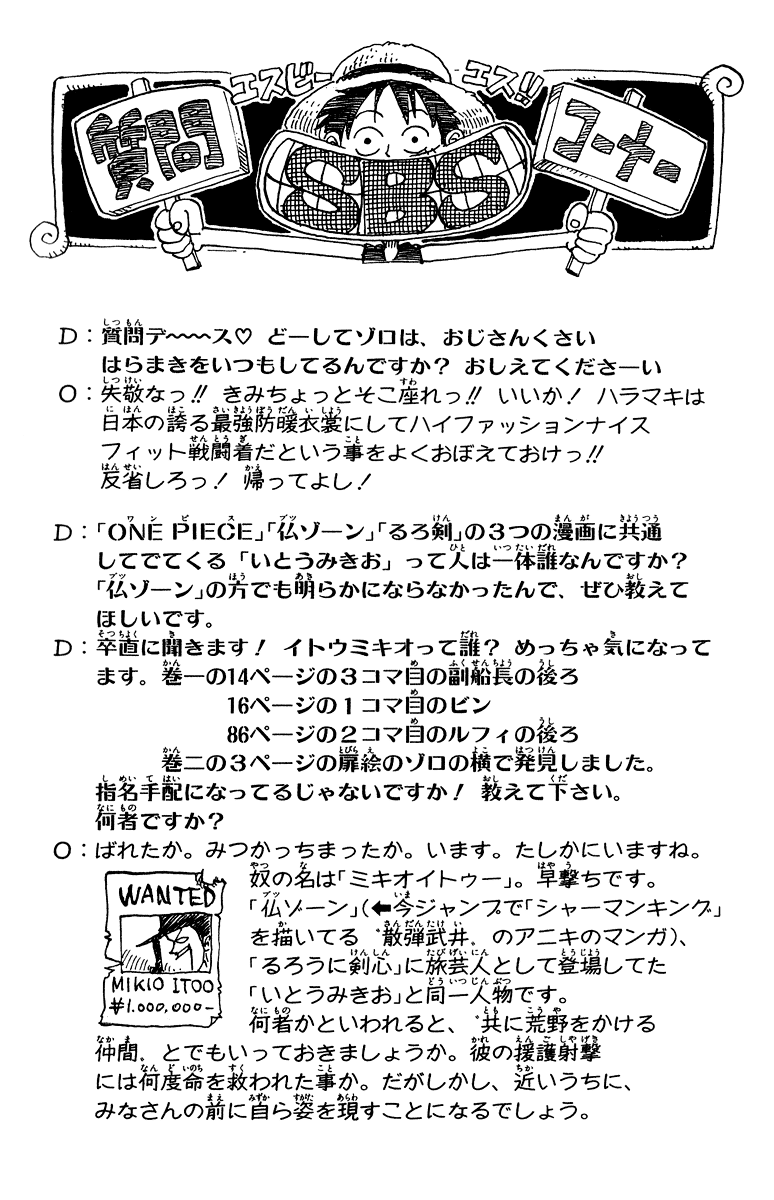 エスビーエス!!
質問
SBS
コーナー
D：質問デ〜〜〜ス♡ どーしてゾロは、おじさんくさい
はらまきをいつもしてるんですか？ おしえてくださーい
O：失敬なっ!! きみちょっとそこ座れっ!! いいか！ ハラマキは
日本の誇る最強防暖衣裳にしてハイファッションナイス
フィット戦闘着だという事をよくおぼえておけっ!!
反省しろっ！ 帰ってよし！
D：「ONE PIECE」「仏ゾーン」「るろ剣」の３つの漫画に共通
してでてくる「いとうみきお」って人は一体誰なんですか？
「仏ゾーン」の方でも明らかにならなかったんで、ぜひ教えて
ほしいです。
D：卒直に聞きます！ イトウミキオって誰？ めっちゃ気になって
ます。巻一の14ページの３コマ目の副船長の後ろ
16ページの１コマ目のビン
86ページの２コマ目のルフィの後ろ
巻二の３ページの扉絵のゾロの横で発見しました。
指名手配になってるじゃないですか！ 教えて下さい。
何者ですか？
O：ばれたか。みつかっちまったか。います。たしかにいますね。
奴の名は「ミキオイトゥー」。早撃ちです。
「仏ゾーン」(←今ジャンプで「シャーマンキング」
を描いてる〝散弾武井〟のアニキのマンガ)、
「るろうに剣心」に旅芸人として登場してた
「いとうみきお」と同一人物です。
何者かといわれると、〝共に荒野をかける
仲間〟とでもいっておきましょうか。彼の援護射撃
には何度命を救われた事か。だがしかし、近いうちに、
みなさんの前に自ら姿を現すことになるでしょう。
WANTED
MIKIO ITOO
¥1.000.000-